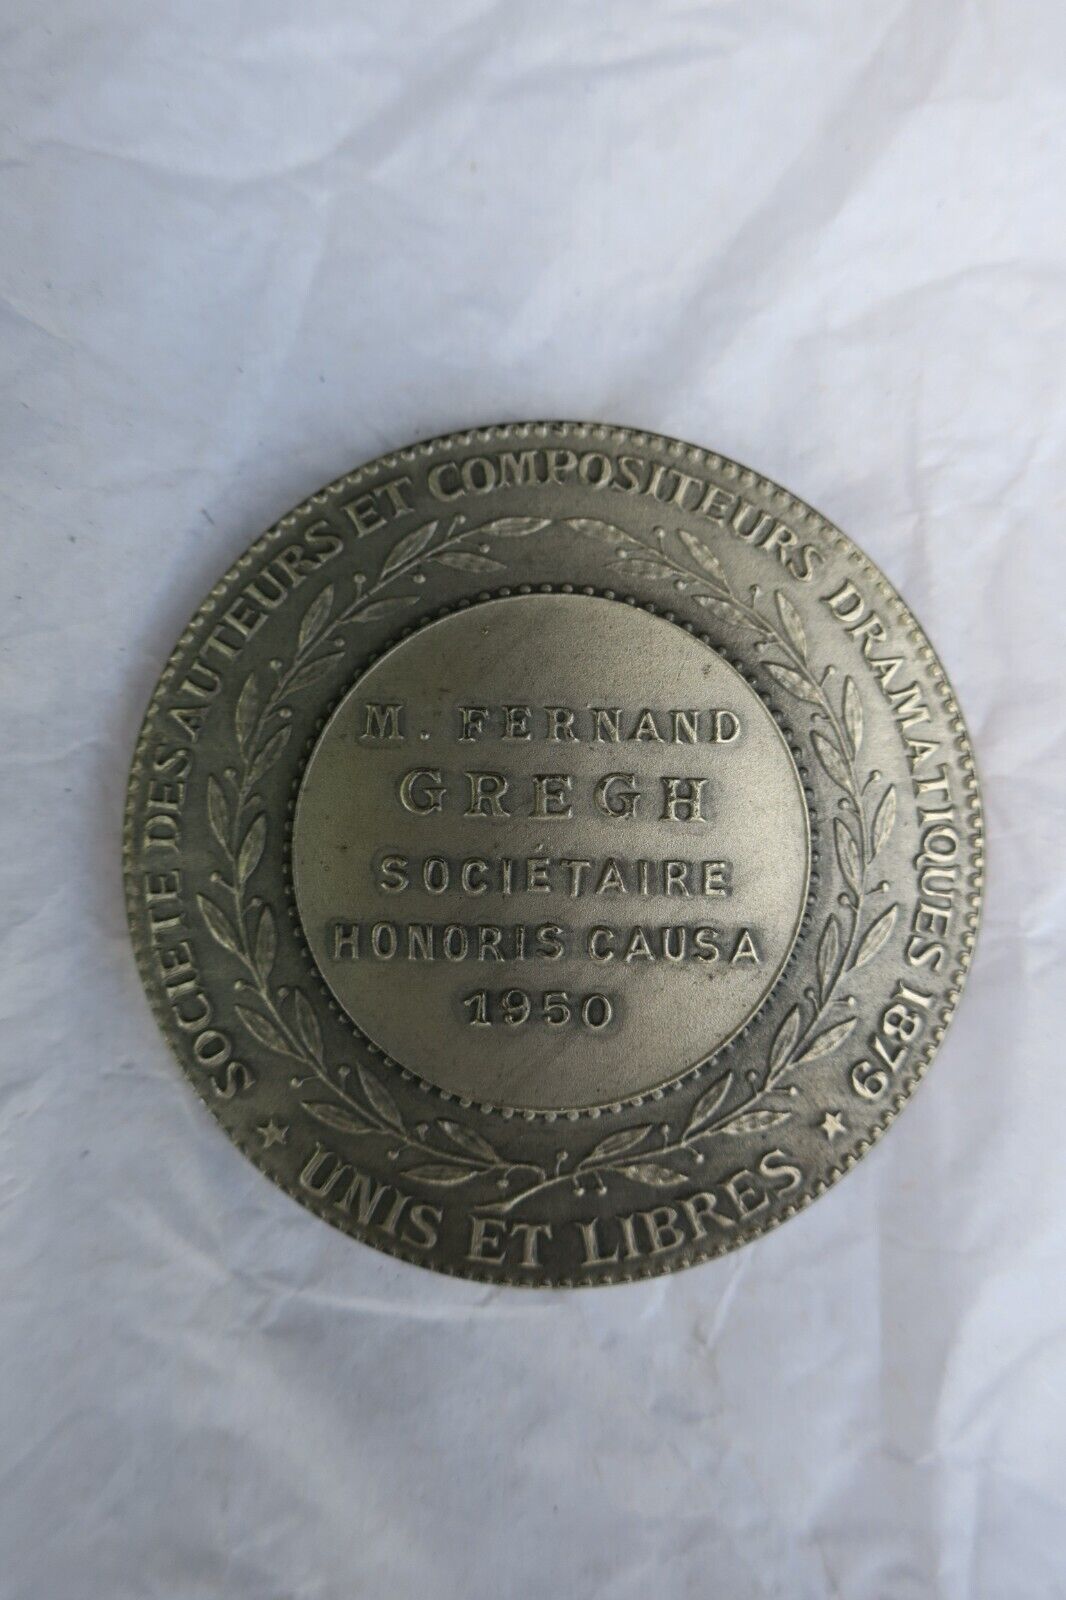 SOCIETE DES AUTEURS ET COMPOSITEURS DRAMATIQUES 1879
M. FERNAND
GREGH
SOCIÉTAIRE
HONORIS CAUSA
1950
★ UNIS ET LIBRES ★